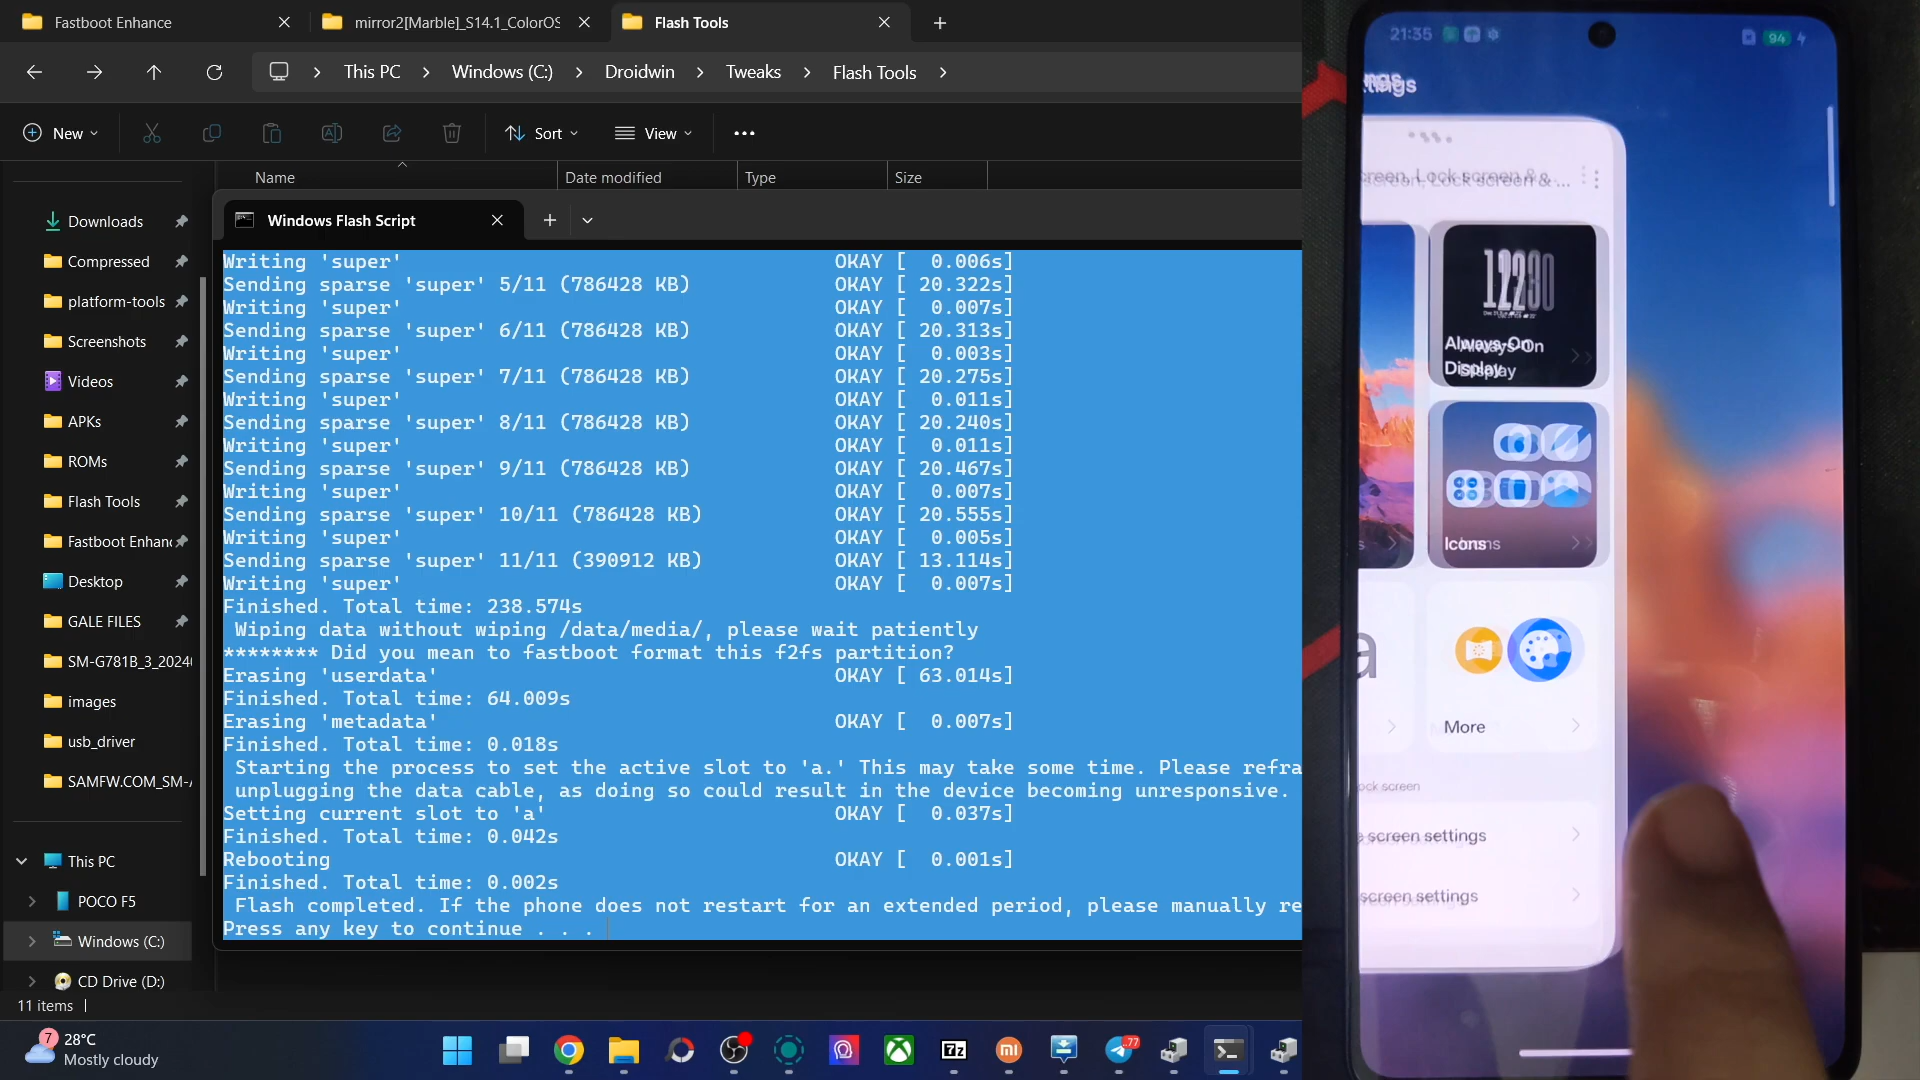 Fastboot Enhance
mirror2[Marble]_S14.1_ColorOS
Flash Tools
This PC
Windows (C:)
Droidwin
Tweaks
Flash Tools
New
Sort
View
Name
Date modified
Type
Size
Downloads
Compressed
platform-tools
Screenshots
Videos
APKs
ROMs
Flash Tools
Fastboot Enhanc
Desktop
GALE FILES
SM-G781B_3_2024
images
usb_driver
SAMFW.COM_SM-
This PC
POCO F5
Windows (C:)
CD Drive (D:)
11 items
Windows Flash Script
Writing 'super' OKAY [ 0.006s]
Sending sparse 'super' 5/11 (786428 KB) OKAY [ 20.322s]
Writing 'super' OKAY [ 0.007s]
Sending sparse 'super' 6/11 (786428 KB) OKAY [ 20.313s]
Writing 'super' OKAY [ 0.003s]
Sending sparse 'super' 7/11 (786428 KB) OKAY [ 20.275s]
Writing 'super' OKAY [ 0.011s]
Sending sparse 'super' 8/11 (786428 KB) OKAY [ 20.240s]
Writing 'super' OKAY [ 0.011s]
Sending sparse 'super' 9/11 (786428 KB) OKAY [ 20.467s]
Writing 'super' OKAY [ 0.007s]
Sending sparse 'super' 10/11 (786428 KB) OKAY [ 20.555s]
Writing 'super' OKAY [ 0.005s]
Sending sparse 'super' 11/11 (390912 KB) OKAY [ 13.114s]
Writing 'super' OKAY [ 0.007s]
Finished. Total time: 238.574s
Wiping data without wiping /data/media/, please wait patiently
******** Did you mean to fastboot format this f2fs partition?
Erasing 'userdata' OKAY [ 63.014s]
Finished. Total time: 64.009s
Erasing 'metadata' OKAY [ 0.007s]
Finished. Total time: 0.018s
Starting the process to set the active slot to 'a.' This may take some time. Please refra
unplugging the data cable, as doing so could result in the device becoming unresponsive.
Setting current slot to 'a' OKAY [ 0.037s]
Finished. Total time: 0.042s
Rebooting OKAY [ 0.001s]
Finished. Total time: 0.002s
Flash completed. If the phone does not restart for an extended period, please manually re
Press any key to continue . . .
7
28°C
Mostly cloudy
7z
mi
77
21:35
94
ttings
creen, Lock screen & ...
Always-On
Display
Icons
a
More
ock screen
screen settings
screen settings